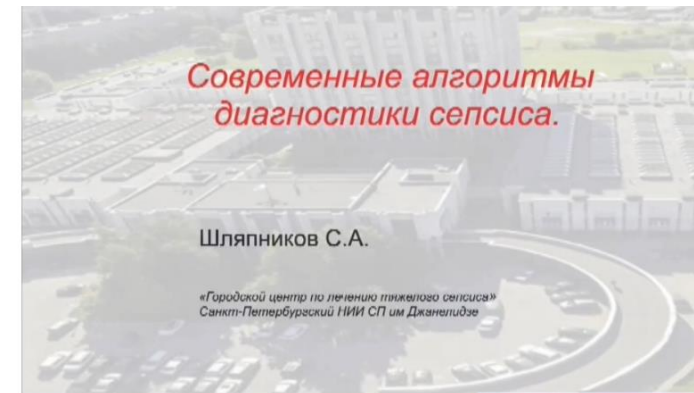 Современные алгоритмы
диагностики сепсиса.
Шляпников С.А.
«Городской центр по лечению тяжелого сепсиса»
Санкт-Петербургский НИИ СП им Джанелидзе